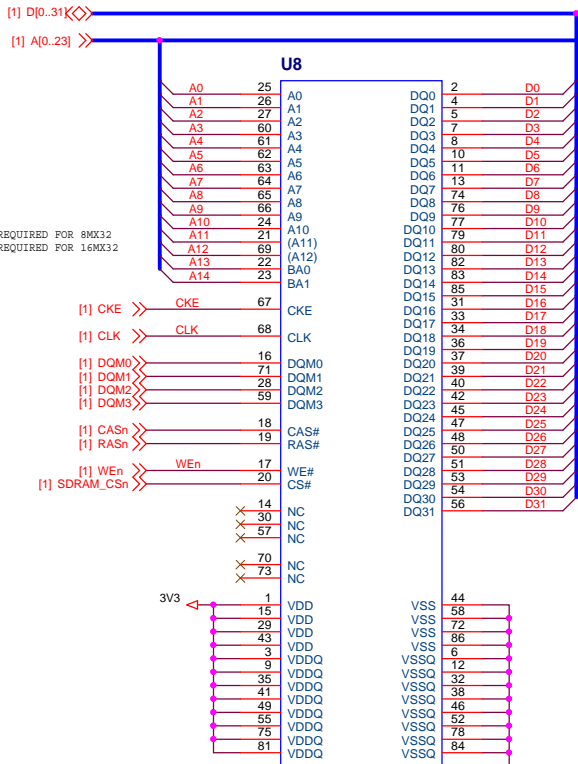 [1] D[0..31]
[1] A[0..23]
U8
A0 25 A0 DQ0 2 D0
A1 26 A1 DQ1 4 D1
A2 27 A2 DQ2 5 D2
A3 60 A3 DQ3 7 D3
A4 61 A4 DQ4 8 D4
A5 62 A5 DQ5 10 D5
A6 63 A6 DQ6 11 D6
A7 64 A7 DQ7 13 D7
A8 65 A8 DQ8 74 D8
A9 66 A9 DQ9 76 D9
A10 24 A10 DQ10 77 D10
REQUIRED FOR 8MX32 A11 21 (A11) DQ11 79 D11
REQUIRED FOR 16MX32 A12 69 (A12) DQ12 80 D12
A13 22 BA0 DQ13 82 D13
A14 23 BA1 DQ14 83 D14
DQ15 85 D15
[1] CKE CKE 67 CKE DQ16 31 D16
DQ17 33 D17
[1] CLK CLK 68 CLK DQ18 34 D18
DQ19 36 D19
[1] DQM0 16 DQM0 DQ20 37 D20
[1] DQM1 71 DQM1 DQ21 39 D21
[1] DQM2 28 DQM2 DQ22 40 D22
[1] DQM3 59 DQM3 DQ23 42 D23
DQ24 45 D24
[1] CASn 18 CAS# DQ25 47 D25
[1] RASn 19 RAS# DQ26 48 D26
DQ27 50 D27
[1] WEn WEn 17 WE# DQ28 51 D28
[1] SDRAM_CSn 20 CS# DQ29 53 D29
DQ30 54 D30
14 NC DQ31 56 D31
30 NC
57 NC
70 NC
73 NC
3V3 1 VDD VSS 44
15 VDD VSS 58
29 VDD VSS 72
43 VDD VSS 86
3 VDDQ VSSQ 6
9 VDDQ VSSQ 12
35 VDDQ VSSQ 32
41 VDDQ VSSQ 38
49 VDDQ VSSQ 46
55 VDDQ VSSQ 52
75 VDDQ VSSQ 78
81 VDDQ VSSQ 84